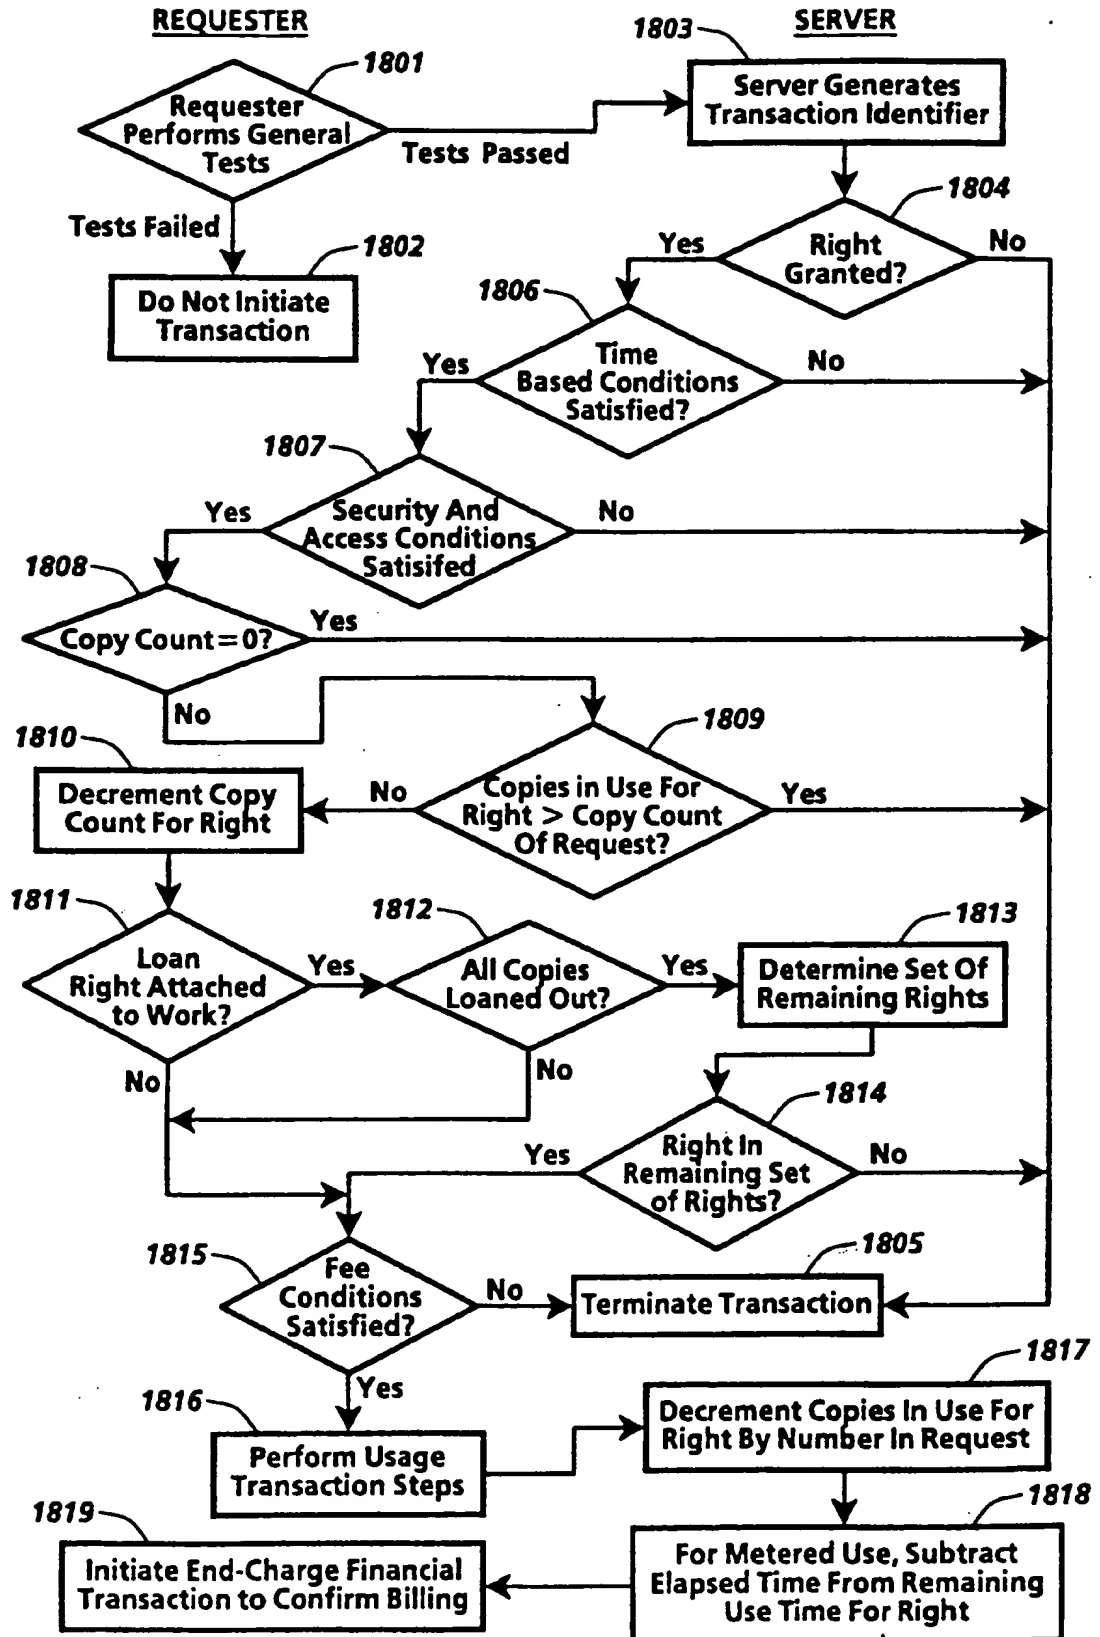 REQUESTER
SERVER
1801
1803
Requester
Performs General
Tests
Tests Passed
Server Generates
Transaction Identifier
Tests Failed
1802
Do Not Initiate
Transaction
1804
Right
Granted?
Yes
No
1806
Time
Based Conditions
Satisfied?
Yes
No
1807
Security And
Access Conditions
Satisifed
Yes
No
1808
Copy Count=0?
Yes
No
1809
Copies in Use For
Right > Copy Count
Of Request?
No
Yes
1810
Decrement Copy
Count For Right
1811
Loan
Right Attached
to Work?
Yes
No
1812
All Copies
Loaned Out?
Yes
No
1813
Determine Set Of
Remaining Rights
1814
Right In
Remaining Set
of Rights?
Yes
No
1815
Fee
Conditions
Satisfied?
No
Yes
1805
Terminate Transaction
1816
Perform Usage
Transaction Steps
1817
Decrement Copies In Use For
Right By Number In Request
1818
For Metered Use, Subtract
Elapsed Time From Remaining
Use Time For Right
1819
Initiate End-Charge Financial
Transaction to Confirm Billing